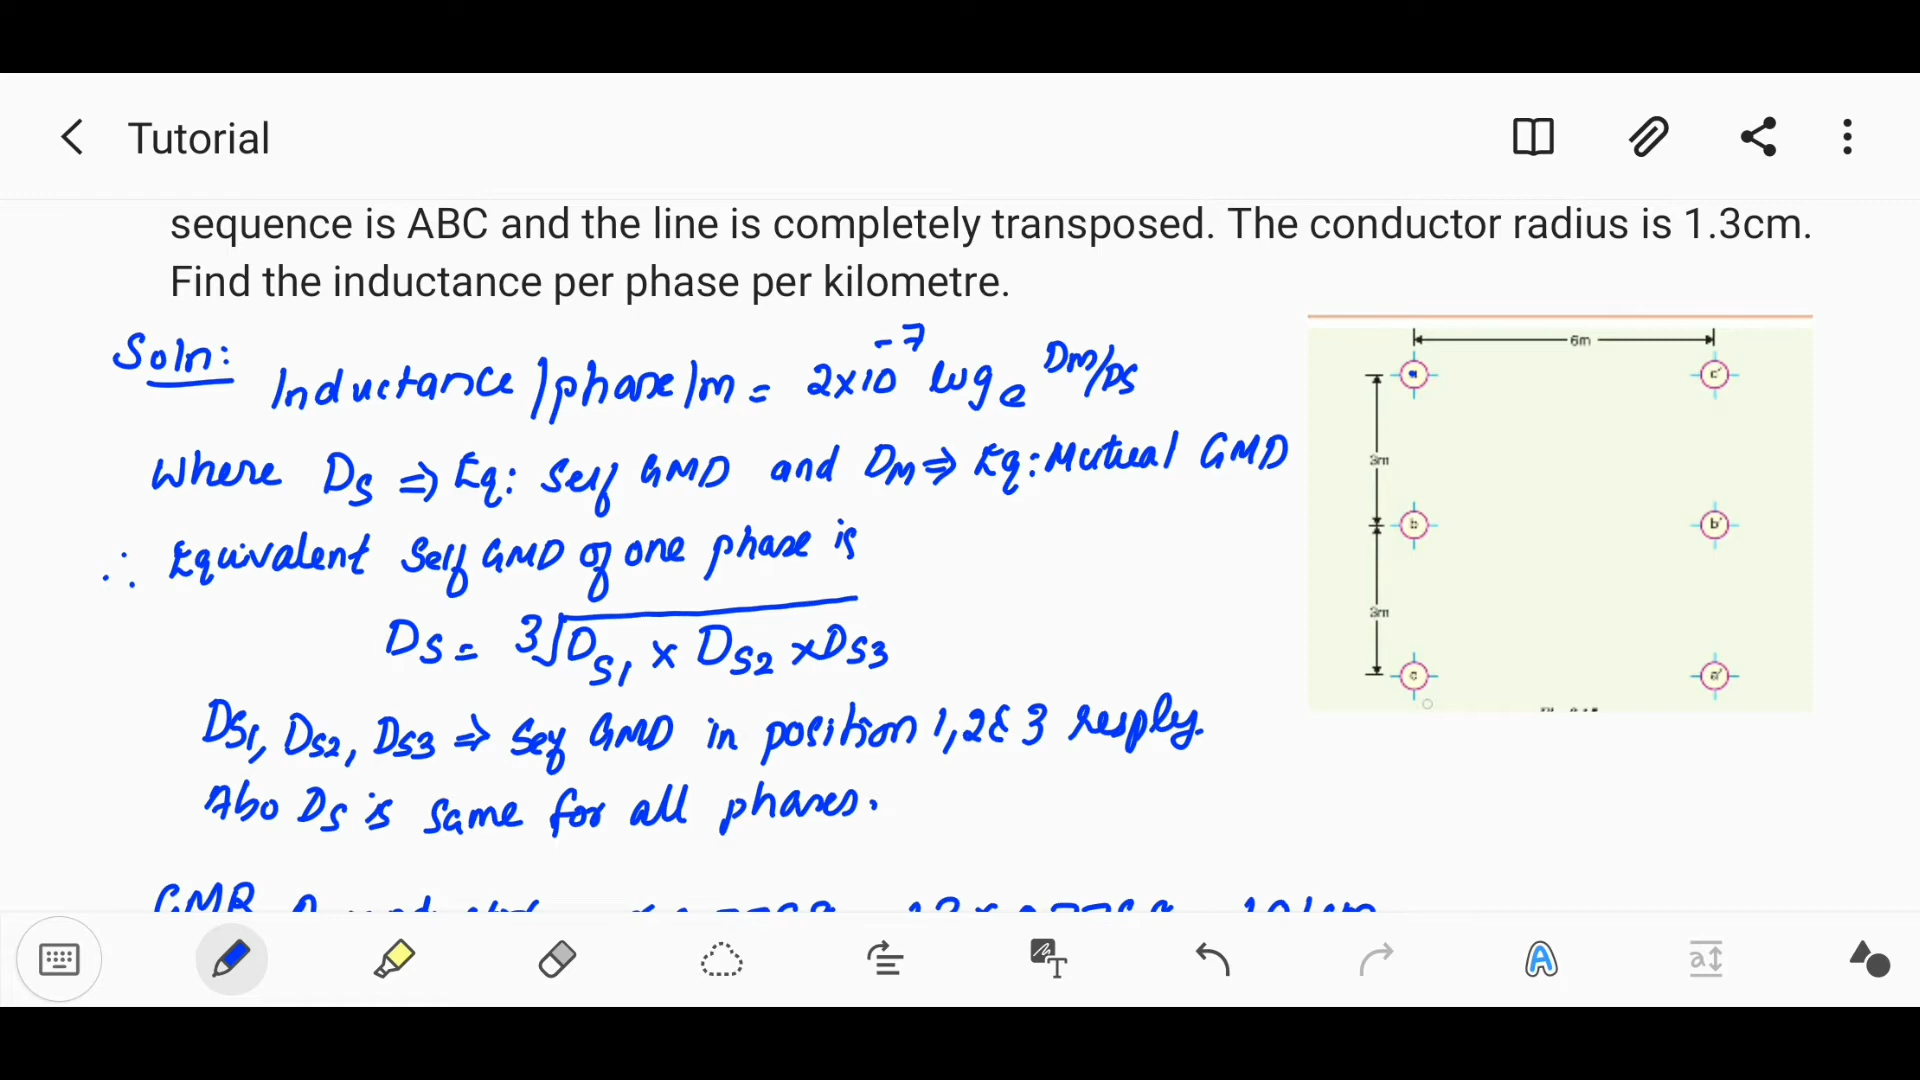 Tutorial
sequence is ABC and the line is completely transposed. The conductor radius is 1.3cm.
Find the inductance per phase per kilometre.
Soln:
Inductance/phase/m = 2x10⁻⁷ loge Dm/Ds
Where Ds ⇒ Eq: Self GMD and DM ⇒ Eq: Mutual GMD
∴ Equivalent Self GMD of one phase is
Ds = 3√Ds1 x Ds2 x Ds3
Ds1, Ds2, Ds3 ⇒ Self GMD in position 1, 2 & 3 resply.
Also Ds is same for all phases.
GMR
6m
a c'
3m
b b'
3m
c a'